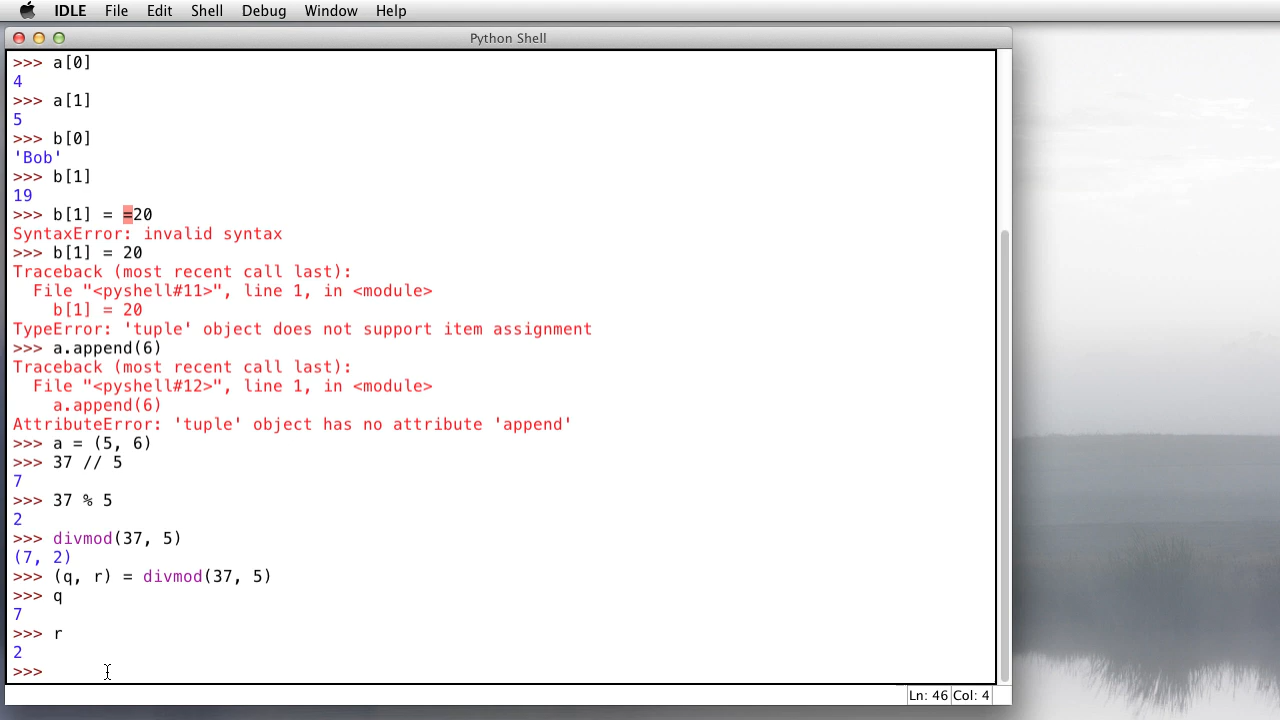 IDLE File Edit Shell Debug Window Help
Python Shell
>>> a[0]
4
>>> a[1]
5
>>> b[0]
'Bob'
>>> b[1]
19
>>> b[1] = =20
SyntaxError: invalid syntax
>>> b[1] = 20
Traceback (most recent call last):
  File "<pyshell#11>", line 1, in <module>
    b[1] = 20
TypeError: 'tuple' object does not support item assignment
>>> a.append(6)
Traceback (most recent call last):
  File "<pyshell#12>", line 1, in <module>
    a.append(6)
AttributeError: 'tuple' object has no attribute 'append'
>>> a = (5, 6)
>>> 37 // 5
7
>>> 37 % 5
2
>>> divmod(37, 5)
(7, 2)
>>> (q, r) = divmod(37, 5)
>>> q
7
>>> r
2
>>>
Ln: 46 Col: 4